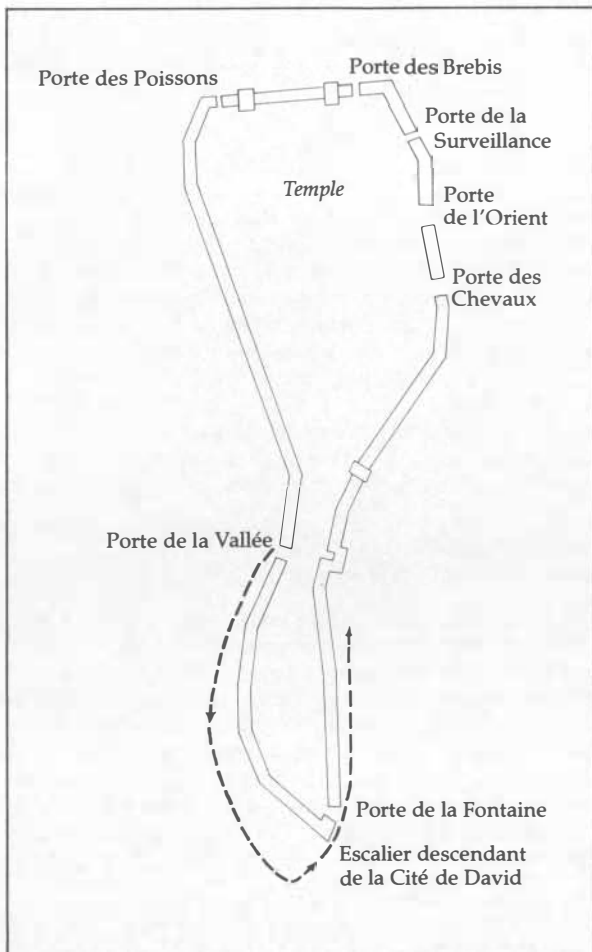 Porte des Poissons
Porte des Brebis
Porte de la
Surveillance
Temple
Porte
de l'Orient
Porte des
Chevaux
Porte de la Vallée
Porte de la Fontaine
Escalier descendant
de la Cité de David